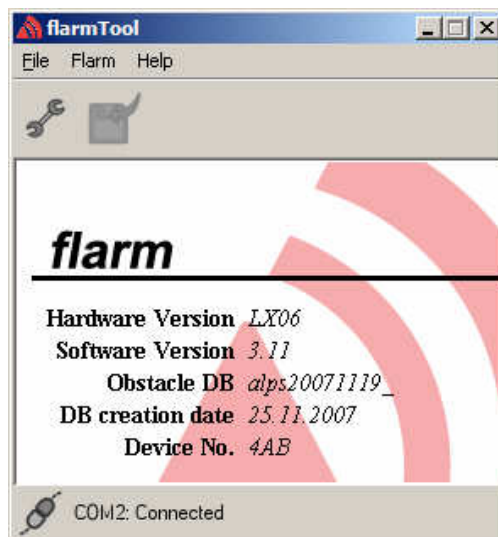 flarmTool
File Flarm Help
flarm
Hardware Version LX06
Software Version 3.11
Obstacle DB alps20071119_
DB creation date 25.11.2007
Device No. 4AB
COM2: Connected